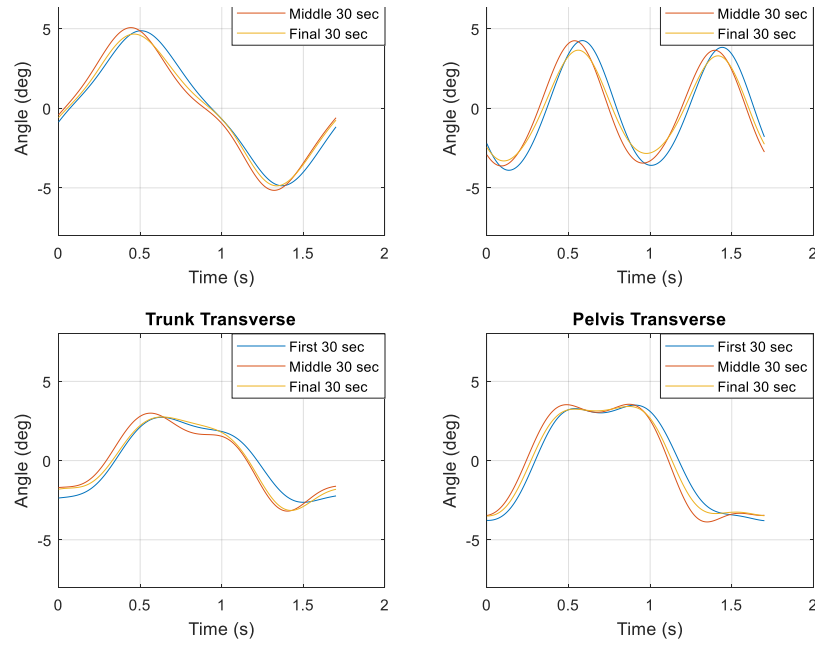 Middle 30 sec
Final 30 sec
5
0
-5
Angle (deg)
0
0.5
1
1.5
2
Time (s)
Middle 30 sec
Final 30 sec
5
0
-5
Angle (deg)
0
0.5
1
1.5
2
Time (s)
Trunk Transverse
First 30 sec
Middle 30 sec
Final 30 sec
5
0
-5
Angle (deg)
0
0.5
1
1.5
2
Time (s)
Pelvis Transverse
First 30 sec
Middle 30 sec
Final 30 sec
5
0
-5
Angle (deg)
0
0.5
1
1.5
2
Time (s)